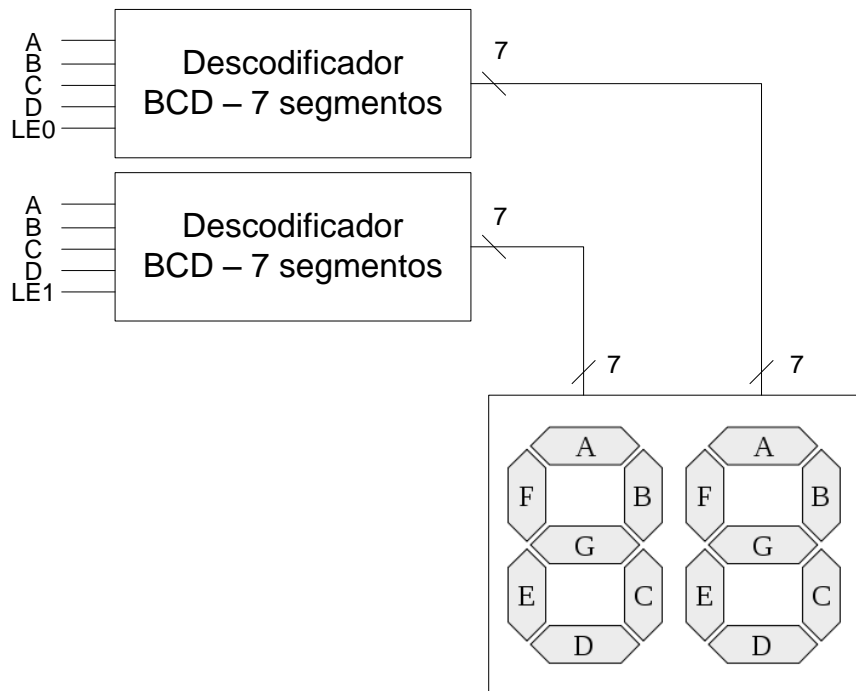 A
B
C
D
LE0
Descodificador
BCD – 7 segmentos
7
A
B
C
D
LE1
Descodificador
BCD – 7 segmentos
7
7
7
A
F
B
G
E
C
D
A
F
B
G
E
C
D